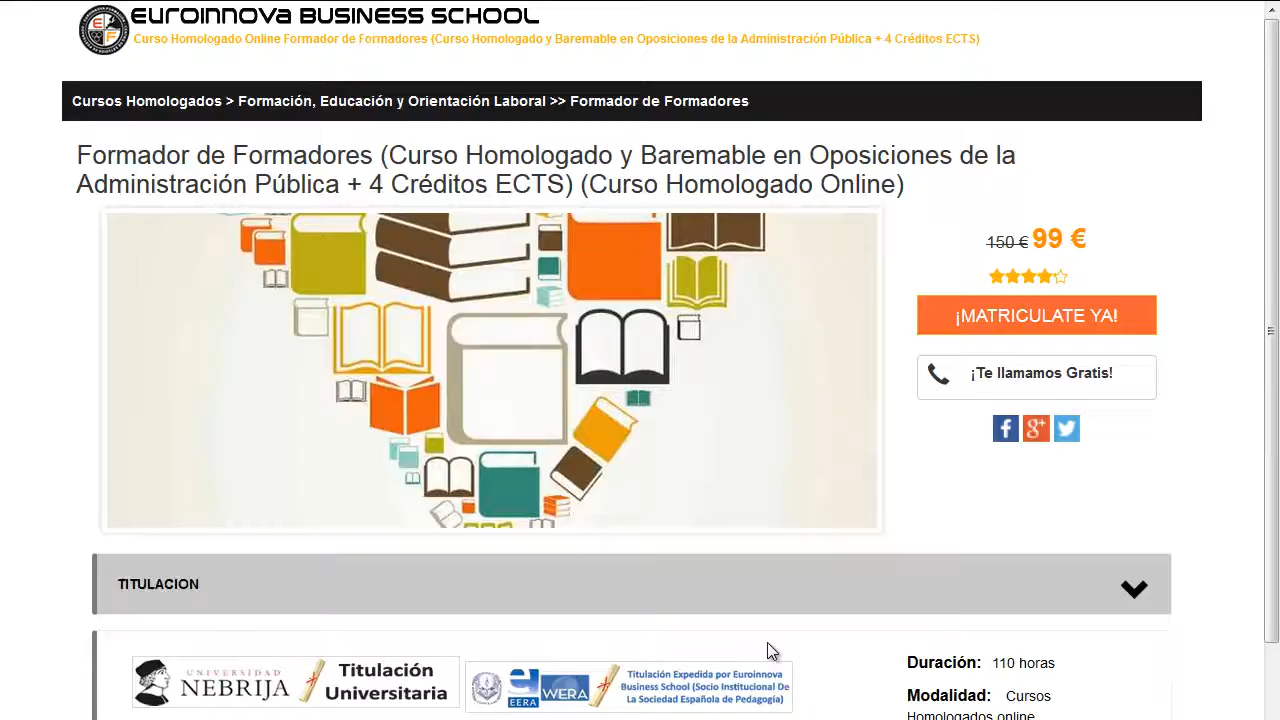 EUROINNOVA BUSINESS SCHOOL
Curso Homologado Online Formador de Formadores (Curso Homologado y Baremable en Oposiciones de la Administración Pública + 4 Créditos ECTS)
Cursos Homologados > Formación, Educación y Orientación Laboral >> Formador de Formadores
Formador de Formadores (Curso Homologado y Baremable en Oposiciones de la
Administración Pública + 4 Créditos ECTS) (Curso Homologado Online)
150 € 99 €
¡MATRICULATE YA!
¡Te llamamos Gratis!
TITULACION
UNIVERSIDAD
NEBRIJA
Titulación
Universitaria
EERA
WERA
Titulación Expedida por Euroinnova
Business School (Socio Institucional De
La Sociedad Española de Pedagogía)
Duración: 110 horas
Modalidad: Cursos
Homologados online